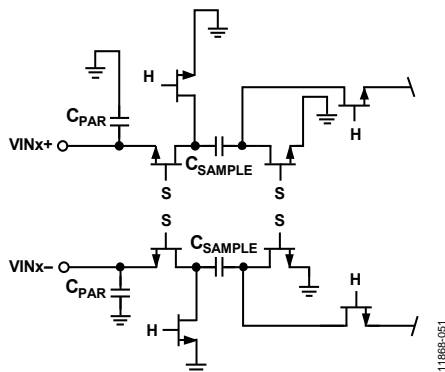 H
C_PAR
H
VINx+
C_SAMPLE
S
S
S
S
C_SAMPLE
VINx–
C_PAR
H
H
11868-051